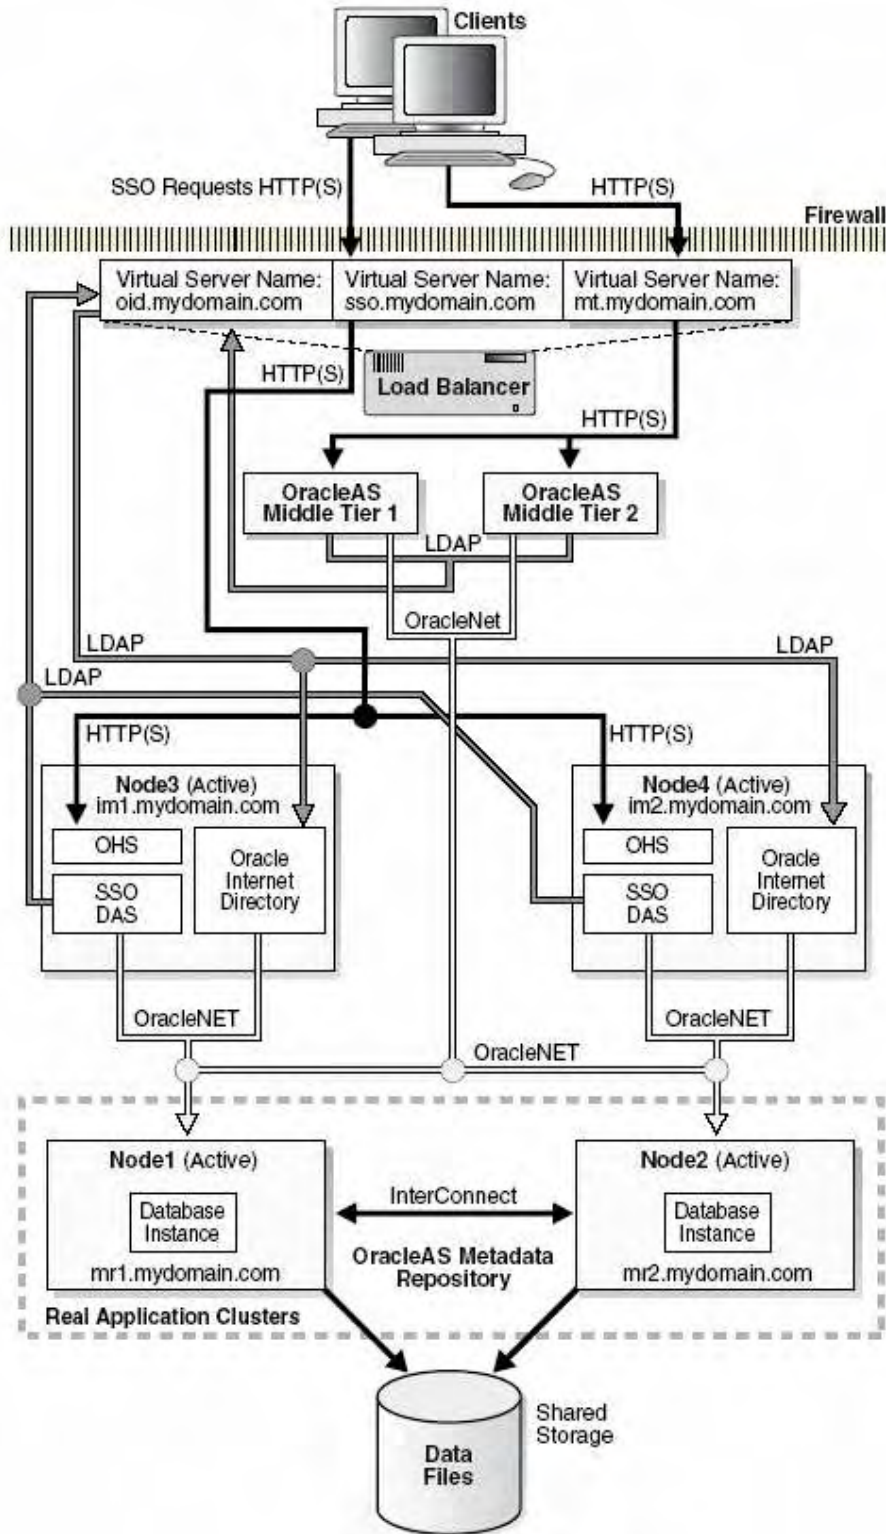 Clients
SSO Requests HTTP(S)
HTTP(S)
Firewall
Virtual Server Name:
oid.mydomain.com
Virtual Server Name:
sso.mydomain.com
Virtual Server Name:
mt.mydomain.com
HTTP(S)
Load Balancer
HTTP(S)
OracleAS
Middle Tier 1
OracleAS
Middle Tier 2
LDAP
OracleNet
LDAP
LDAP
LDAP
HTTP(S)
HTTP(S)
Node3 (Active)
im1.mydomain.com
OHS
SSO
DAS
Oracle
Internet
Directory
Node4 (Active)
im2.mydomain.com
OHS
SSO
DAS
Oracle
Internet
Directory
OracleNET
OracleNET
OracleNET
Node1 (Active)
Database
Instance
mr1.mydomain.com
InterConnect
OracleAS Metadata
Repository
Node2 (Active)
Database
Instance
mr2.mydomain.com
Real Application Clusters
Shared
Storage
Data
Files